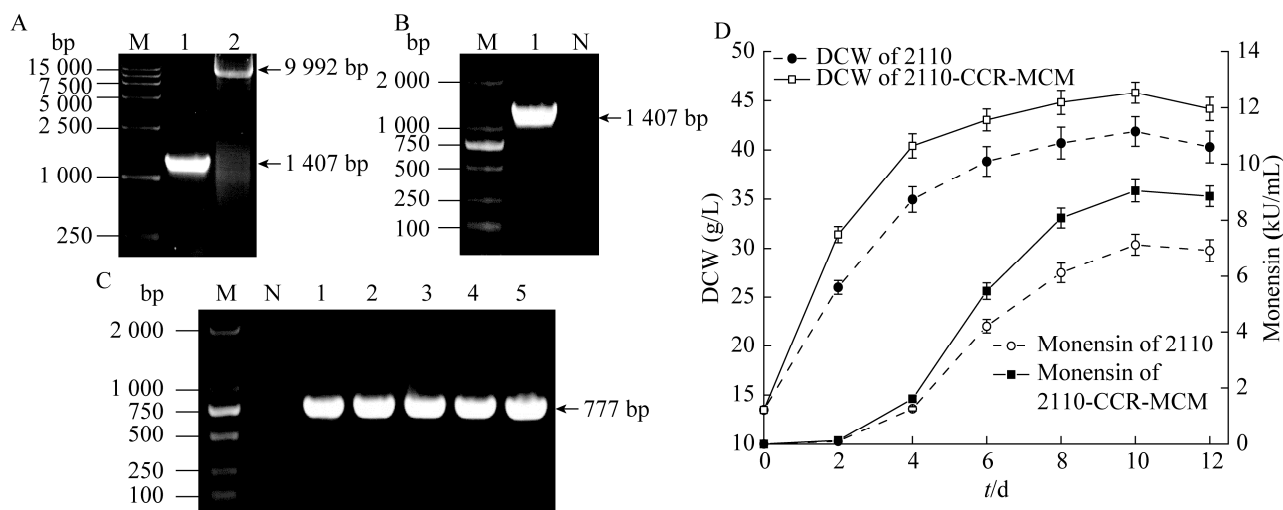 A
bp M 1 2
15 000
7 500
5 000
2 500
1 000
250
9 992 bp
1 407 bp
B
bp M 1 N
2 000
1 000
750
500
250
100
1 407 bp
C
bp M N 1 2 3 4 5
2 000
1 000
750
500
250
100
777 bp
D
DCW (g/L)
50
45
40
35
30
25
20
15
10
DCW of 2110
DCW of 2110-CCR-MCM
Monensin of 2110
Monensin of
2110-CCR-MCM
14
12
10
8
6
4
2
0
Monensin (kU/mL)
0 2 4 6 8 10 12
t/d